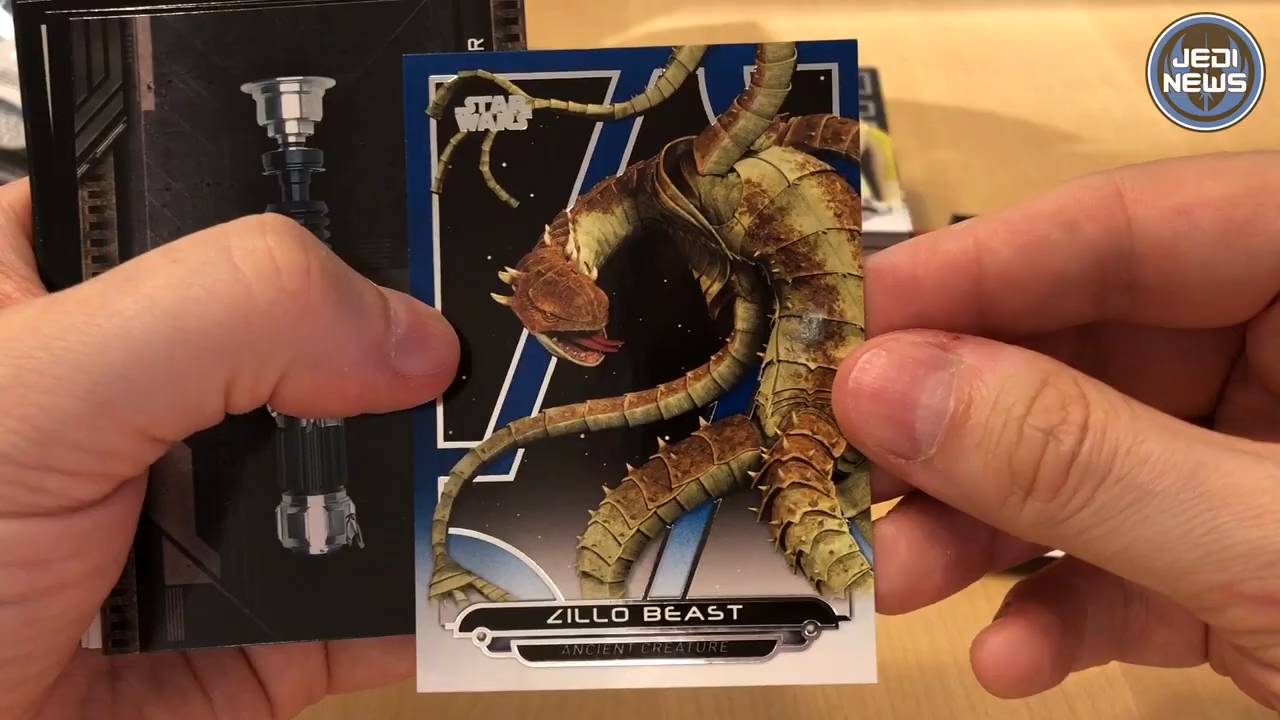 R
STAR
WARS
JEDI
NEWS
ZILLO BEAST
ANCIENT CREATURE